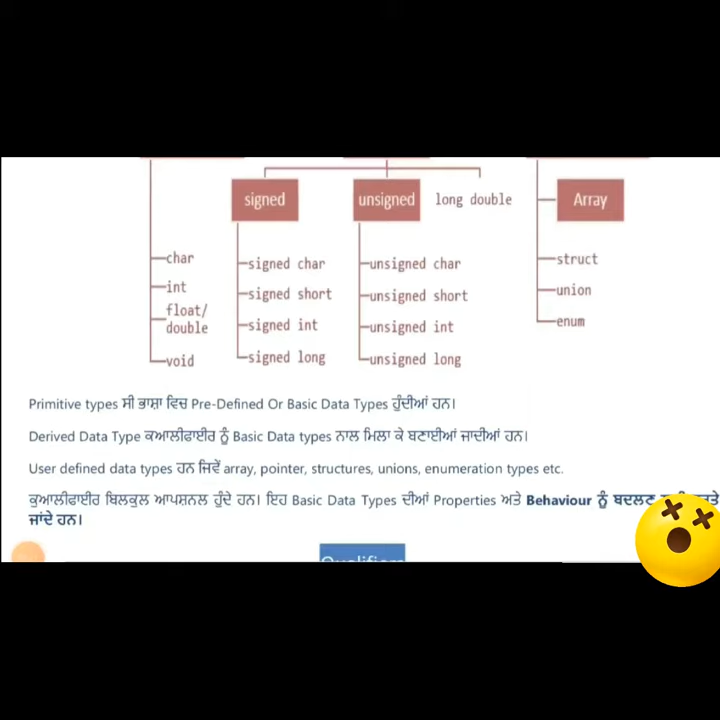 signed
unsigned
long double
Array
char
int
float/
double
void
signed char
signed short
signed int
signed long
unsigned char
unsigned short
unsigned int
unsigned long
struct
union
enum
Primitive types ਸੀ ਭਾਸ਼ਾ ਵਿਚ Pre-Defined Or Basic Data Types ਹੁੰਦੀਆਂ ਹਨ।
Derived Data Type ਕੁਆਲੀਫਾਈਰ ਨੂੰ Basic Data types ਨਾਲ ਮਿਲਾ ਕੇ ਬਣਾਈਆਂ ਜਾਦੀਆਂ ਹਨ।
User defined data types ਹਨ ਜਿਵੇਂ array, pointer, structures, unions, enumeration types etc.
ਕੁਆਲੀਫਾਈਰ ਬਿਲਕੁਲ ਆਪਸ਼ਨਲ ਹੁੰਦੇ ਹਨ। ਇਹ Basic Data Types ਦੀਆਂ Properties ਅਤੇ Behaviour ਨੂੰ ਬਦਲਣ
ਜਾਂਦੇ ਹਨ।